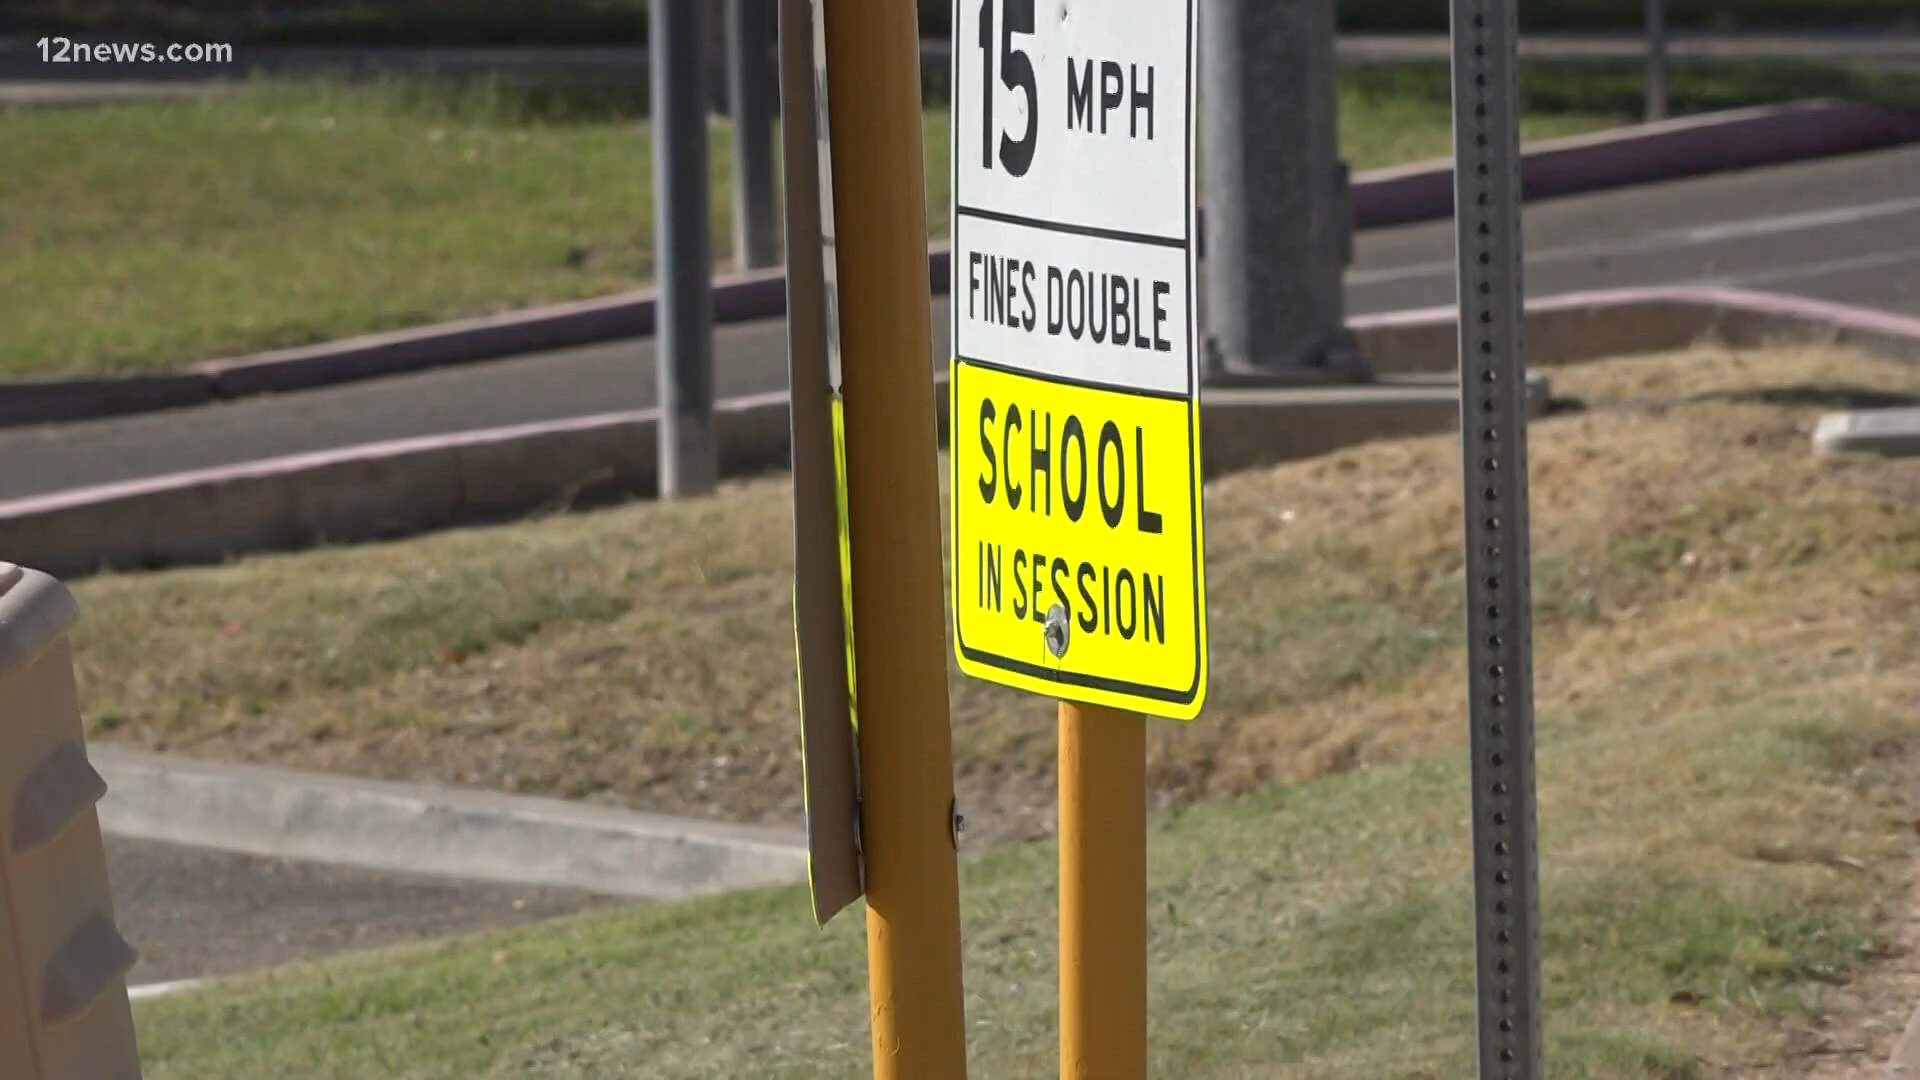 12news.com
15 MPH
FINES DOUBLE
SCHOOL
IN SESSION